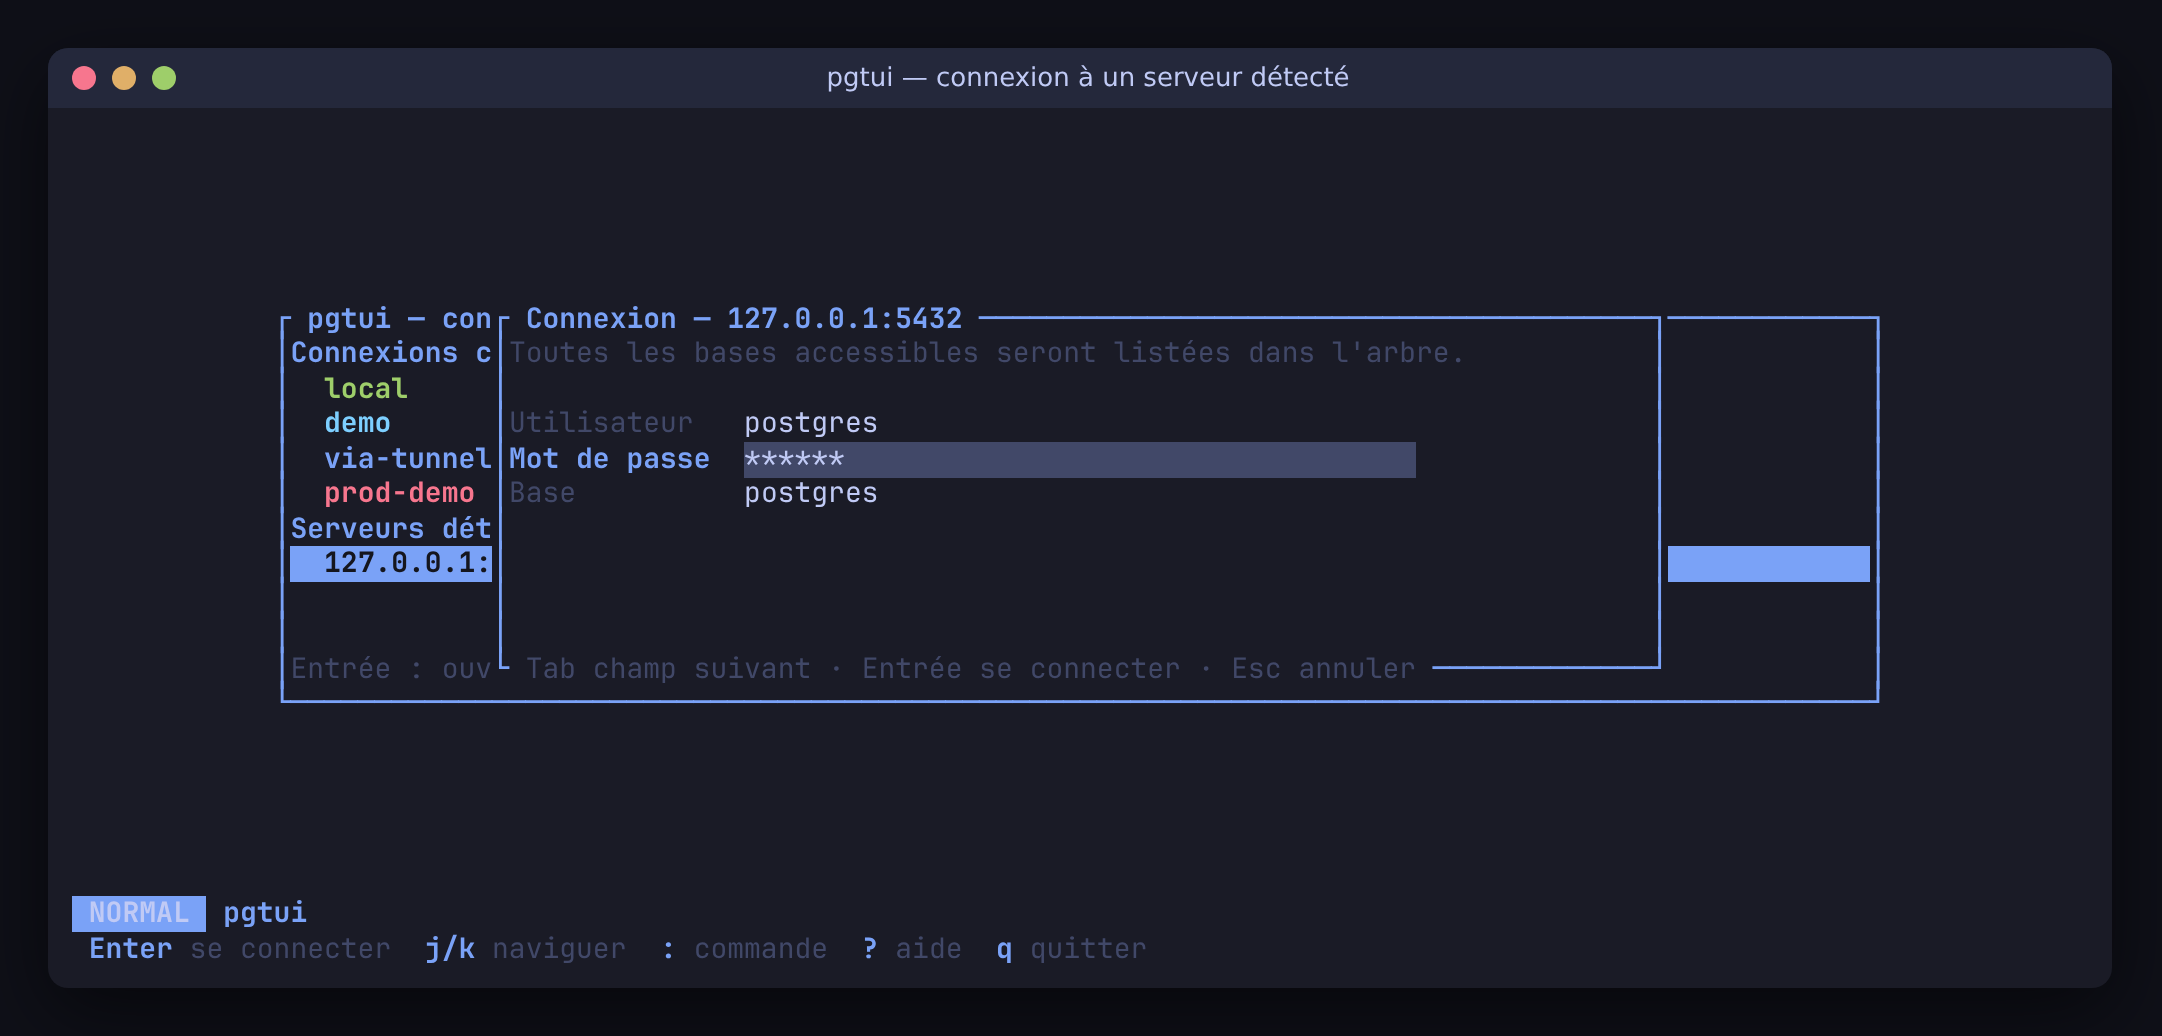 pgtui — connexion à un serveur détecté
pgtui — con
Connexion — 127.0.0.1:5432
Connexions c
Toutes les bases accessibles seront listées dans l'arbre.
local
demo
Utilisateur postgres
via-tunnel
Mot de passe ******
prod-demo
Base postgres
Serveurs dét
127.0.0.1:
Entrée : ouv
Tab champ suivant · Entrée se connecter · Esc annuler
NORMAL pgtui
Enter se connecter j/k naviguer : commande ? aide q quitter